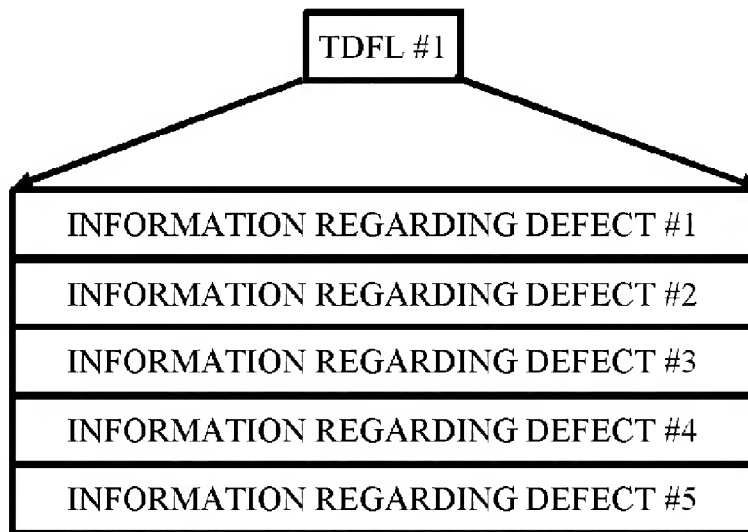 TDFL #1
INFORMATION REGARDING DEFECT #1
INFORMATION REGARDING DEFECT #2
INFORMATION REGARDING DEFECT #3
INFORMATION REGARDING DEFECT #4
INFORMATION REGARDING DEFECT #5